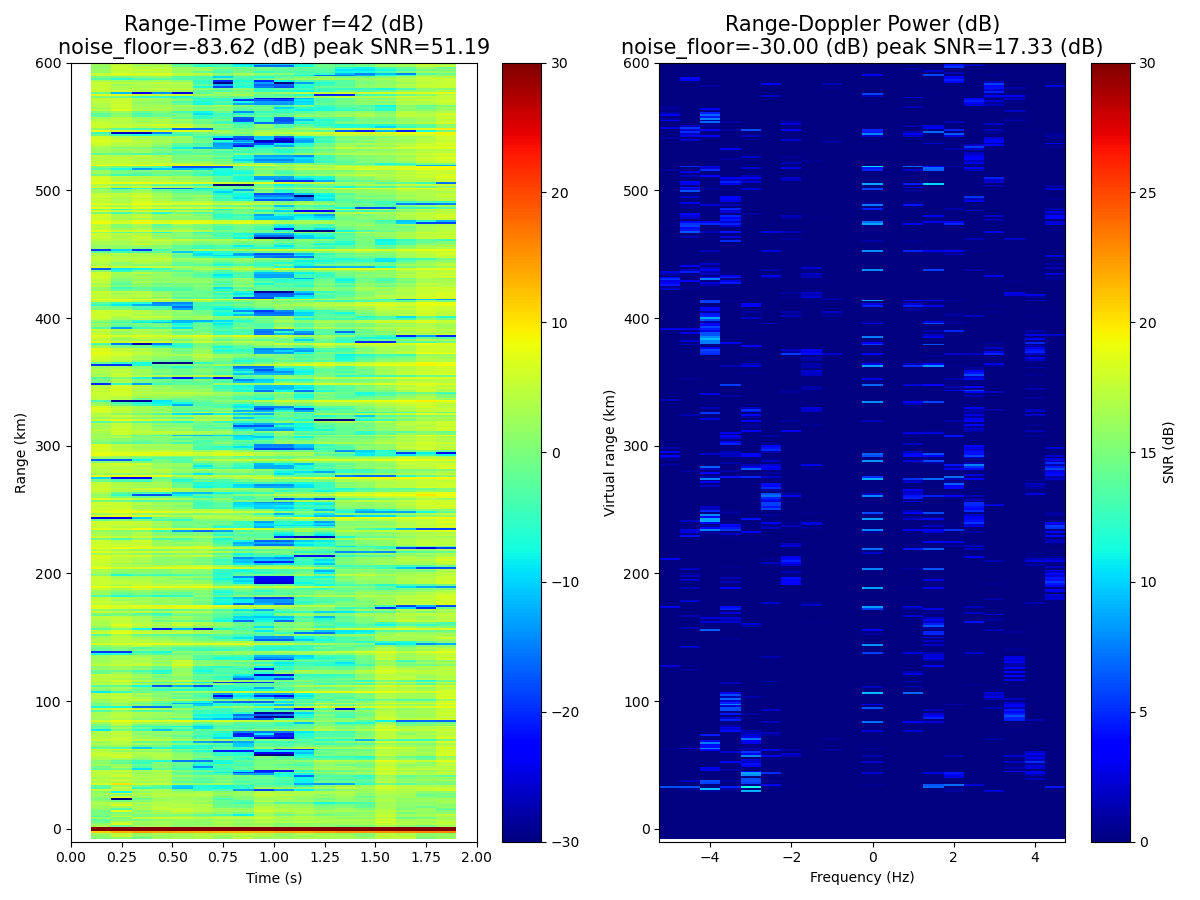 Range-Time Power f=42 (dB)
noise_floor=-83.62 (dB) peak SNR=51.19
Range (km)
600
500
400
300
200
100
0
0.00 0.25 0.50 0.75 1.00 1.25 1.50 1.75 2.00
Time (s)
30
20
10
0
−10
−20
−30
Range-Doppler Power (dB)
noise_floor=-30.00 (dB) peak SNR=17.33 (dB)
Virtual range (km)
600
500
400
300
200
100
0
−4 −2 0 2 4
Frequency (Hz)
30
25
20
15
10
5
0
SNR (dB)